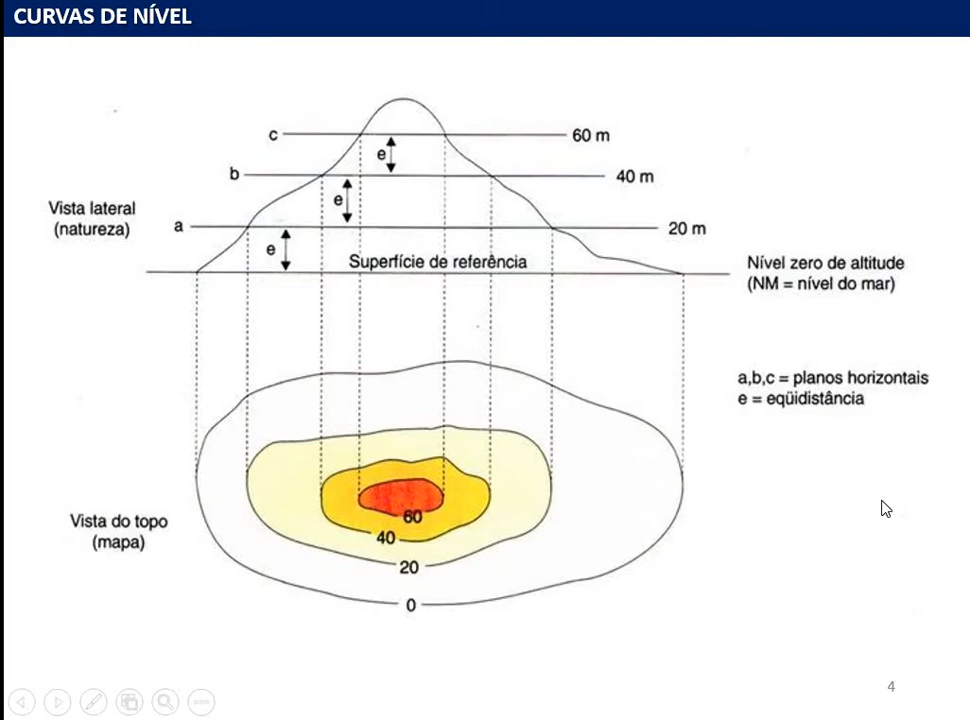 CURVAS DE NÍVEL
c
60 m
e
b
40 m
e
Vista lateral
(natureza)
a
20 m
e
Superfície de referência
Nível zero de altitude
(NM = nível do mar)
a,b,c = planos horizontais
e = eqüidistância
Vista do topo
(mapa)
60
40
20
0
4